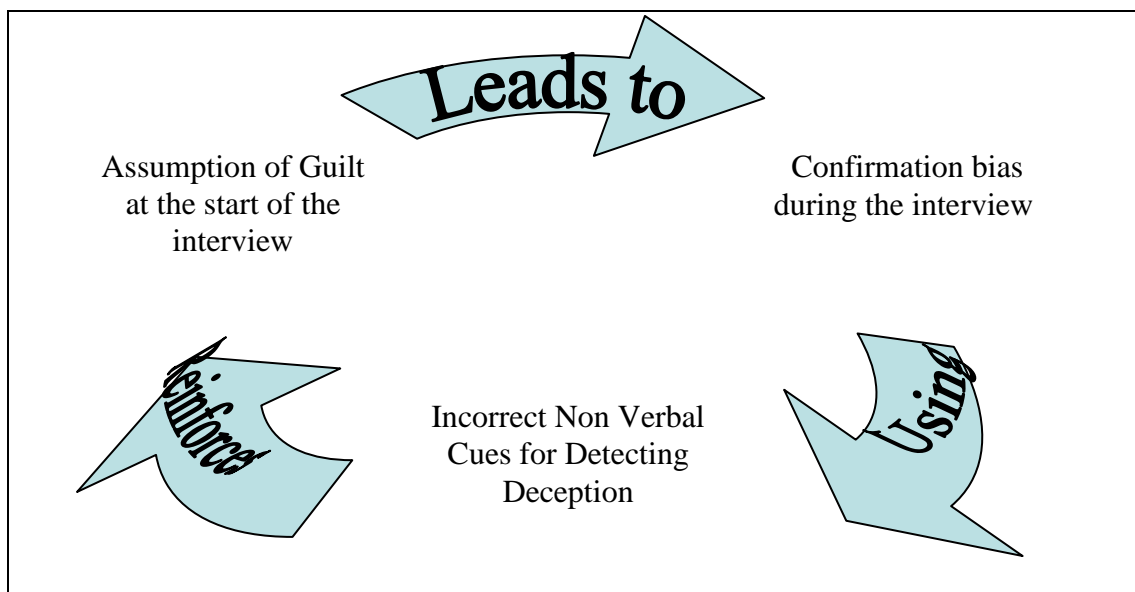 Leads to
Assumption of Guilt
at the start of the
interview
Confirmation bias
during the interview
Using
Incorrect Non Verbal
Cues for Detecting
Deception
Reinforces